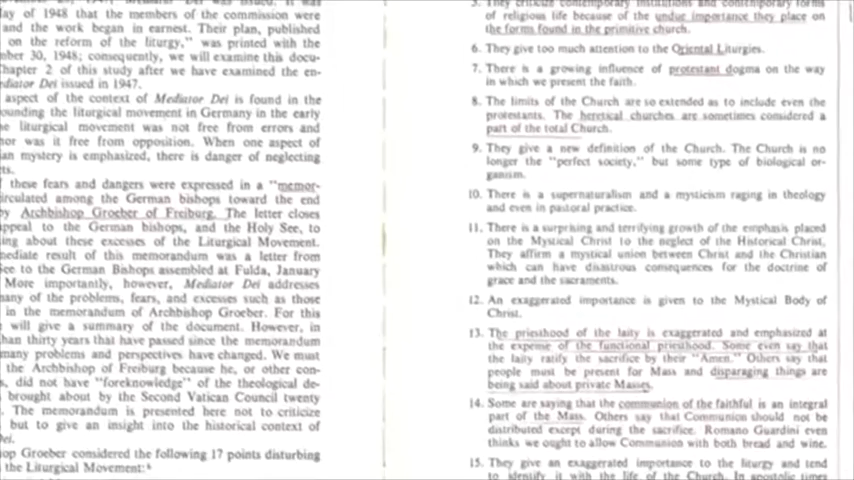 ay of 1948 that the members of the commission were
and the work began in earnest. Their plan, published
on the reform of the liturgy," was printed with the
mber 30, 1948; consequently, we will examine this docu-
Chapter 2 of this study after we have examined the en-
ediator Dei issued in 1947.
aspect of the context of Mediator Dei is found in the
ounding the liturgical movement in Germany in the early
he liturgical movement was not free from errors and
nor was it free from opposition. When one aspect of
ian mystery is emphasized, there is danger of neglecting
ts.
f these fears and dangers were expressed in a "memor-
irculated among the German bishops toward the end
by Archbishop Groeber of Freiburg. The letter closes
ppeal to the German bishops, and the Holy See, to
ing about these excesses of the Liturgical Movement.
mediate result of this memorandum was a letter from
See to the German Bishops assembled at Fulda, January
More importantly, however, Mediator Dei addresses
many of the problems, fears, and excesses such as those
in the memorandum of Archbishop Groeber. For this
will give a summary of the document. However, in
han thirty years that have passed since the memorandum
many problems and perspectives have changed. We must
the Archbishop of Freiburg because he, or other con-
s, did not have "foreknowledge" of the theological de-
brought about by the Second Vatican Council twenty
The memorandum is presented here not to criticize
but to give an insight into the historical context of
Dei.
hop Groeber considered the following 17 points disturbing
the Liturgical Movement:
5. They criticize contemporary institutions and contemporary forms
of religious life because of the undue importance they place on
the forms found in the primitive church.
6. They give too much attention to the Oriental Liturgies.
7. There is a growing influence of protestant dogma on the way
in which we present the faith.
8. The limits of the Church are so extended as to include even the
protestants. The heretical churches are sometimes considered a
part of the total Church.
9. They give a new definition of the Church. The Church is no
longer the "perfect society," but some type of biological or-
ganism.
10. There is a supernaturalism and a mysticism raging in theology
and even in pastoral practice.
11. There is a surprising and terrifying growth of the emphasis placed
on the Mystical Christ to the neglect of the Historical Christ.
They affirm a mystical union between Christ and the Christian
which can have disastrous consequences for the doctrine of
grace and the sacraments.
12. An exaggerated importance is given to the Mystical Body of
Christ.
13. The priesthood of the laity is exaggerated and emphasized at
the expense of the functional priesthood. Some even say that
the laity ratify the sacrifice by their "Amen." Others say that
people must be present for Mass and disparaging things are
being said about private Masses.
14. Some are saying that the communion of the faithful is an integral
part of the Mass. Others say that Communion should not be
distributed except during the sacrifice. Romano Guardini even
thinks we ought to allow Communion with both bread and wine.
15. They give an exaggerated importance to the liturgy and tend
to identify it with the life of the Church. In apostolic times